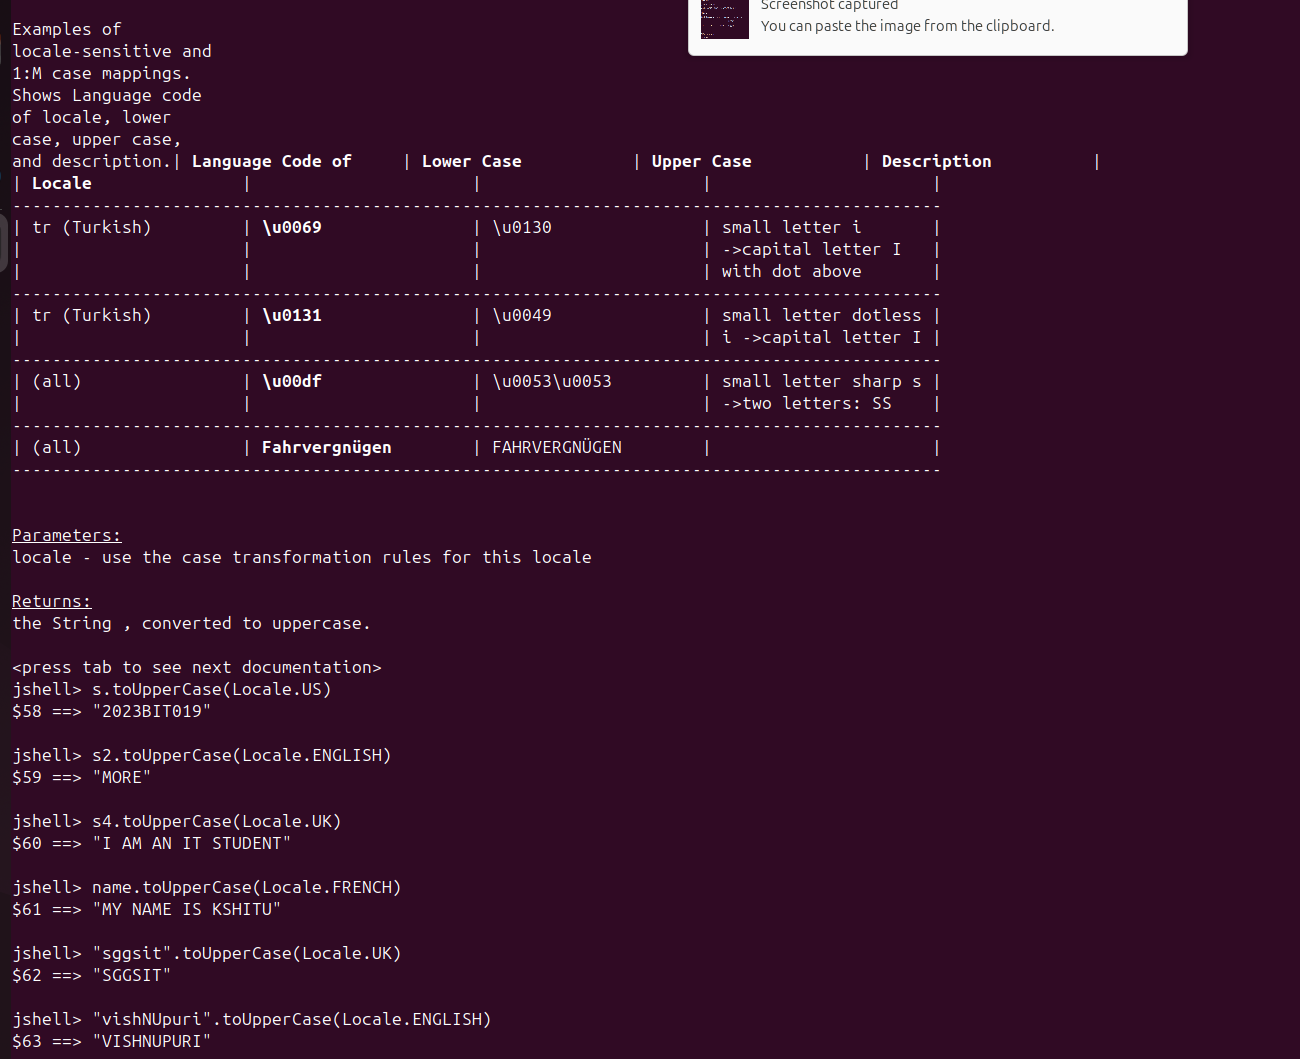 Screenshot captured
You can paste the image from the clipboard.
Examples of
locale-sensitive and
1:M case mappings.
Shows Language code
of locale, lower
case, upper case,
and description.| Language Code of     | Lower Case           | Upper Case           | Description          |
| Locale               |                      |                      |                      |
---------------------------------------------------------------------------------------------
| tr (Turkish)         | \u0069               | \u0130               | small letter i       |
|                      |                      |                      | ->capital letter I   |
|                      |                      |                      | with dot above       |
---------------------------------------------------------------------------------------------
| tr (Turkish)         | \u0131               | \u0049               | small letter dotless |
|                      |                      |                      | i ->capital letter I |
---------------------------------------------------------------------------------------------
| (all)                | \u00df               | \u0053\u0053         | small letter sharp s |
|                      |                      |                      | ->two letters: SS    |
---------------------------------------------------------------------------------------------
| (all)                | Fahrvergnügen        | FAHRVERGNÜGEN        |                      |
---------------------------------------------------------------------------------------------
Parameters:
locale - use the case transformation rules for this locale
Returns:
the String , converted to uppercase.
<press tab to see next documentation>
jshell> s.toUpperCase(Locale.US)
$58 ==> "2023BIT019"
jshell> s2.toUpperCase(Locale.ENGLISH)
$59 ==> "MORE"
jshell> s4.toUpperCase(Locale.UK)
$60 ==> "I AM AN IT STUDENT"
jshell> name.toUpperCase(Locale.FRENCH)
$61 ==> "MY NAME IS KSHITU"
jshell> "sggsit".toUpperCase(Locale.UK)
$62 ==> "SGGSIT"
jshell> "vishNUpuri".toUpperCase(Locale.ENGLISH)
$63 ==> "VISHNUPURI"